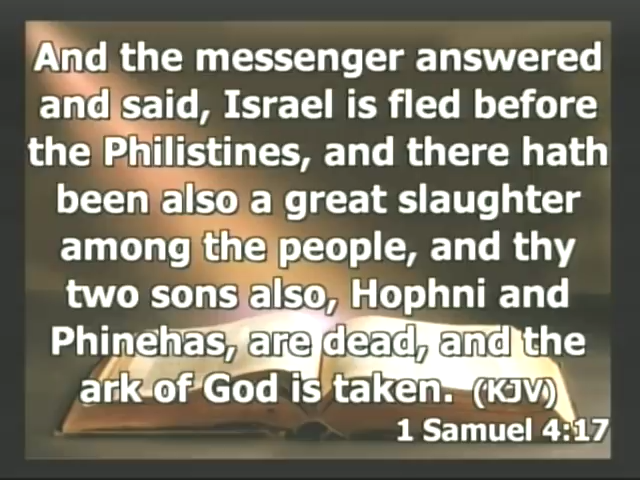 And the messenger answered
and said, Israel is fled before
the Philistines, and there hath
been also a great slaughter
among the people, and thy
two sons also, Hophni and
Phinehas, are dead, and the
ark of God is taken. (KJV)
1 Samuel 4:17